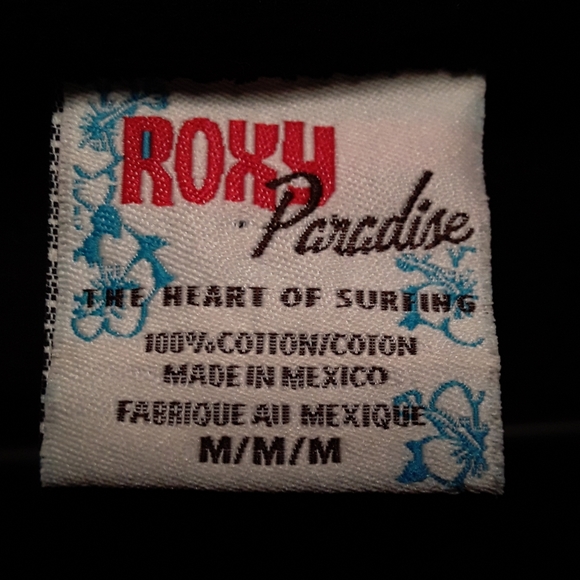 ROXY
Paradise
THE HEART OF SURFING
100% COTTON/COTON
MADE IN MEXICO
FABRIQUE AU MEXIQUE
M/M/M